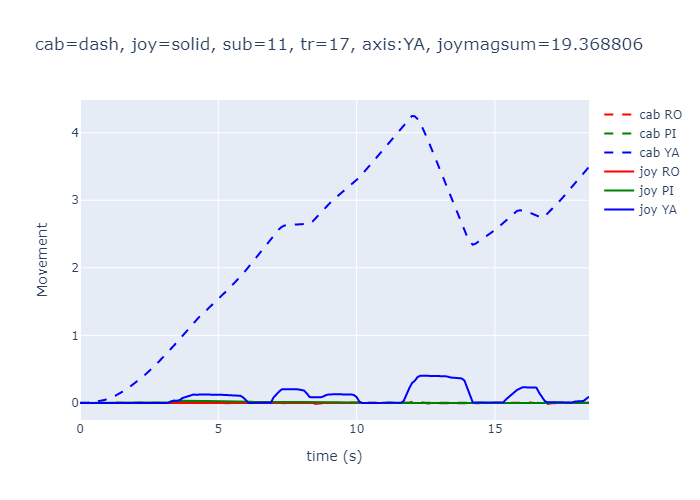 cab=dash, joy=solid, sub=11, tr=17, axis:YA, joymagsum=19.368806
cab RO
cab PI
cab YA
joy RO
joy PI
joy YA
Movement
4
3
2
1
0
0 5 10 15
time (s)